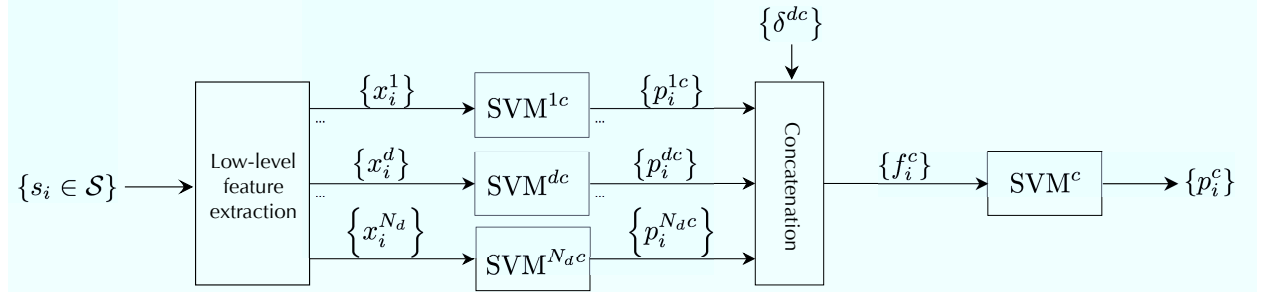 {δ^{dc}}
{x_i^1}
SVM^{1c}
{p_i^{1c}}
...
...
{s_i ∈ 𝒮}
Low-level
feature
extraction
{x_i^d}
SVM^{dc}
{p_i^{dc}}
...
...
{x_i^{N_d}}
SVM^{N_d c}
{p_i^{N_d c}}
Concatenation
{f_i^c}
SVM^c
{p_i^c}